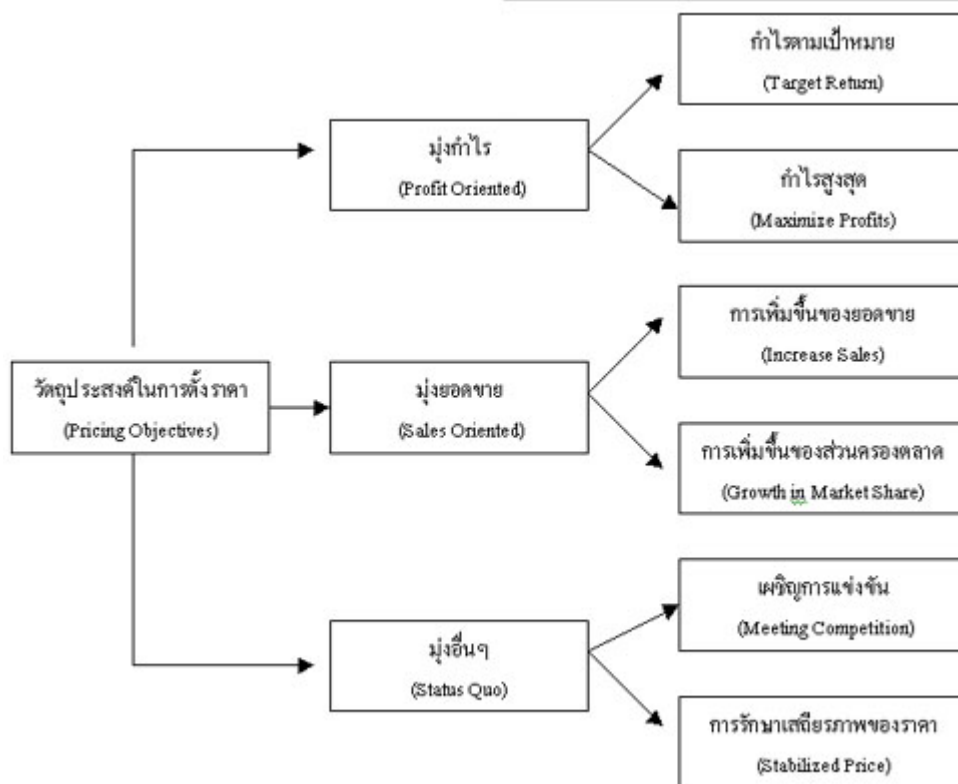 กำไรตามเป้าหมาย
(Target Return)
มุ่งกำไร
(Profit Oriented)
กำไรสูงสุด
(Maximize Profits)
การเพิ่มขึ้นของยอดขาย
(Increase Sales)
วัตถุประสงค์ในการตั้งราคา
(Pricing Objectives)
มุ่งยอดขาย
(Sales Oriented)
การเพิ่มขึ้นของส่วนครองตลาด
(Growth in Market Share)
เผชิญการแข่งขัน
(Meeting Competition)
มุ่งอื่นๆ
(Status Quo)
การรักษาเสถียรภาพของราคา
(Stabilized Price)